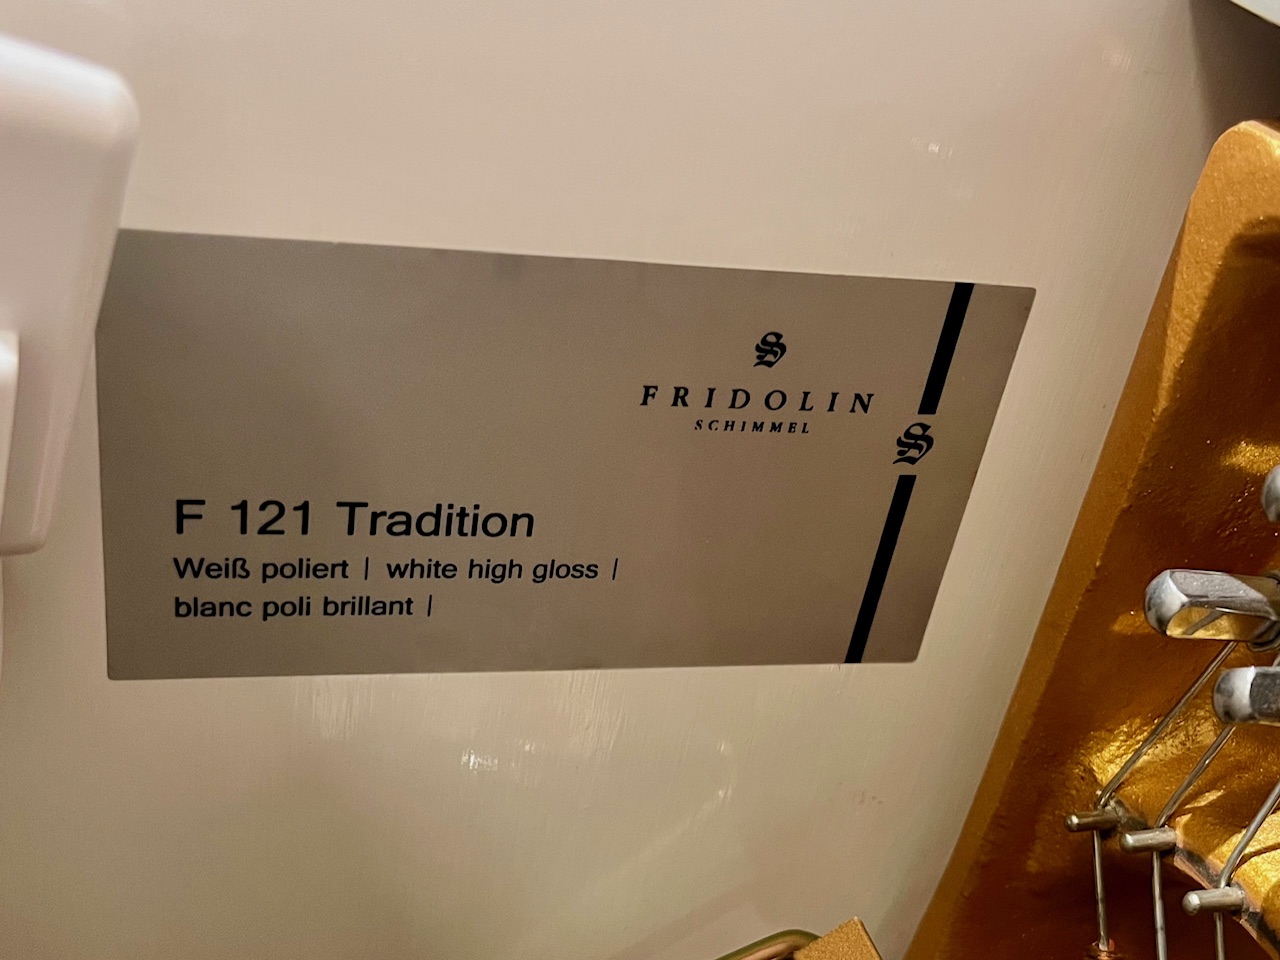 S
FRIDOLIN
SCHIMMEL
S
F 121 Tradition
Weiß poliert | white high gloss |
blanc poli brillant |